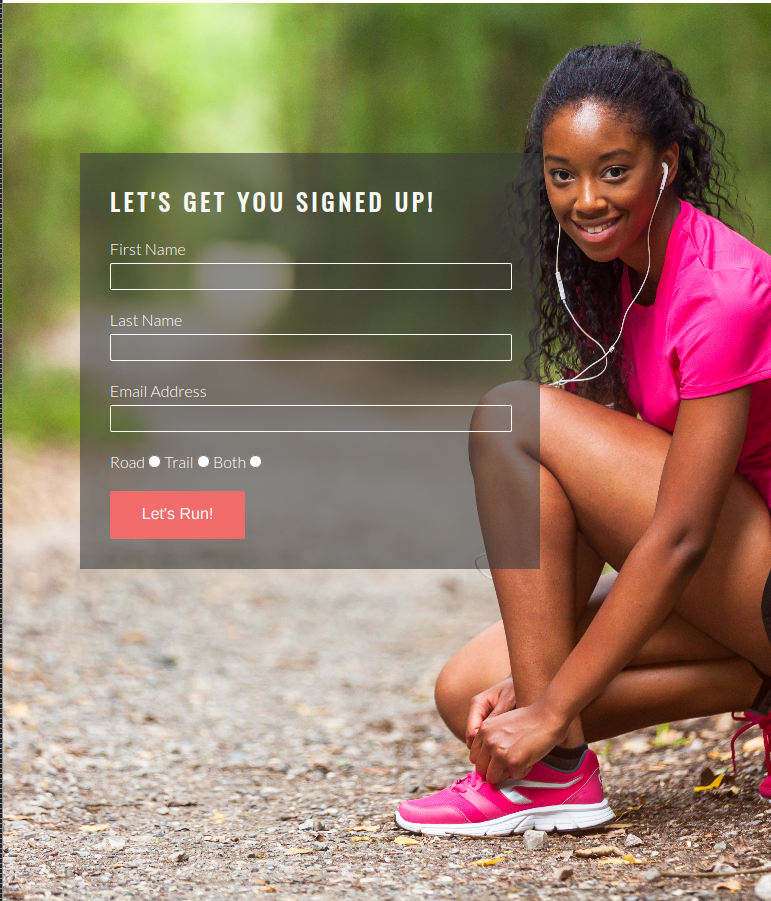 LET'S GET YOU SIGNED UP!
First Name
Last Name
Email Address
Road Trail Both
Let's Run!